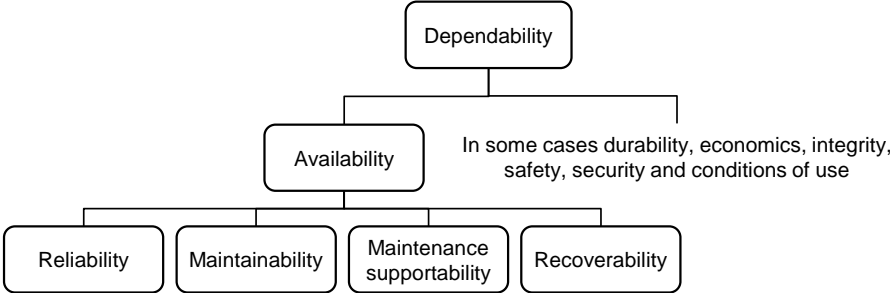 Dependability
Availability
In some cases durability, economics, integrity,
safety, security and conditions of use
Reliability
Maintainability
Maintenance
supportability
Recoverability